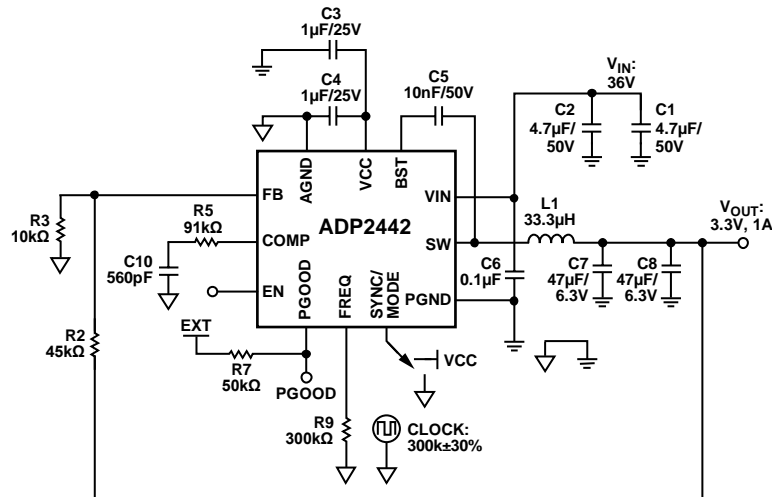 C3
1µF/25V
C4
1µF/25V
C5
10nF/50V
VIN:
36V
C2
4.7µF/
50V
C1
4.7µF/
50V
AGND
VCC
BST
FB
VIN
ADP2442
COMP
SW
EN
PGOOD
FREQ
SYNC/
MODE
PGND
R3
10kΩ
R5
91kΩ
C10
560pF
L1
33.3µH
VOUT:
3.3V, 1A
C6
0.1µF
C7
47µF/
6.3V
C8
47µF/
6.3V
R2
45kΩ
EXT
R7
50kΩ
PGOOD
VCC
R9
300kΩ
CLOCK:
300k±30%